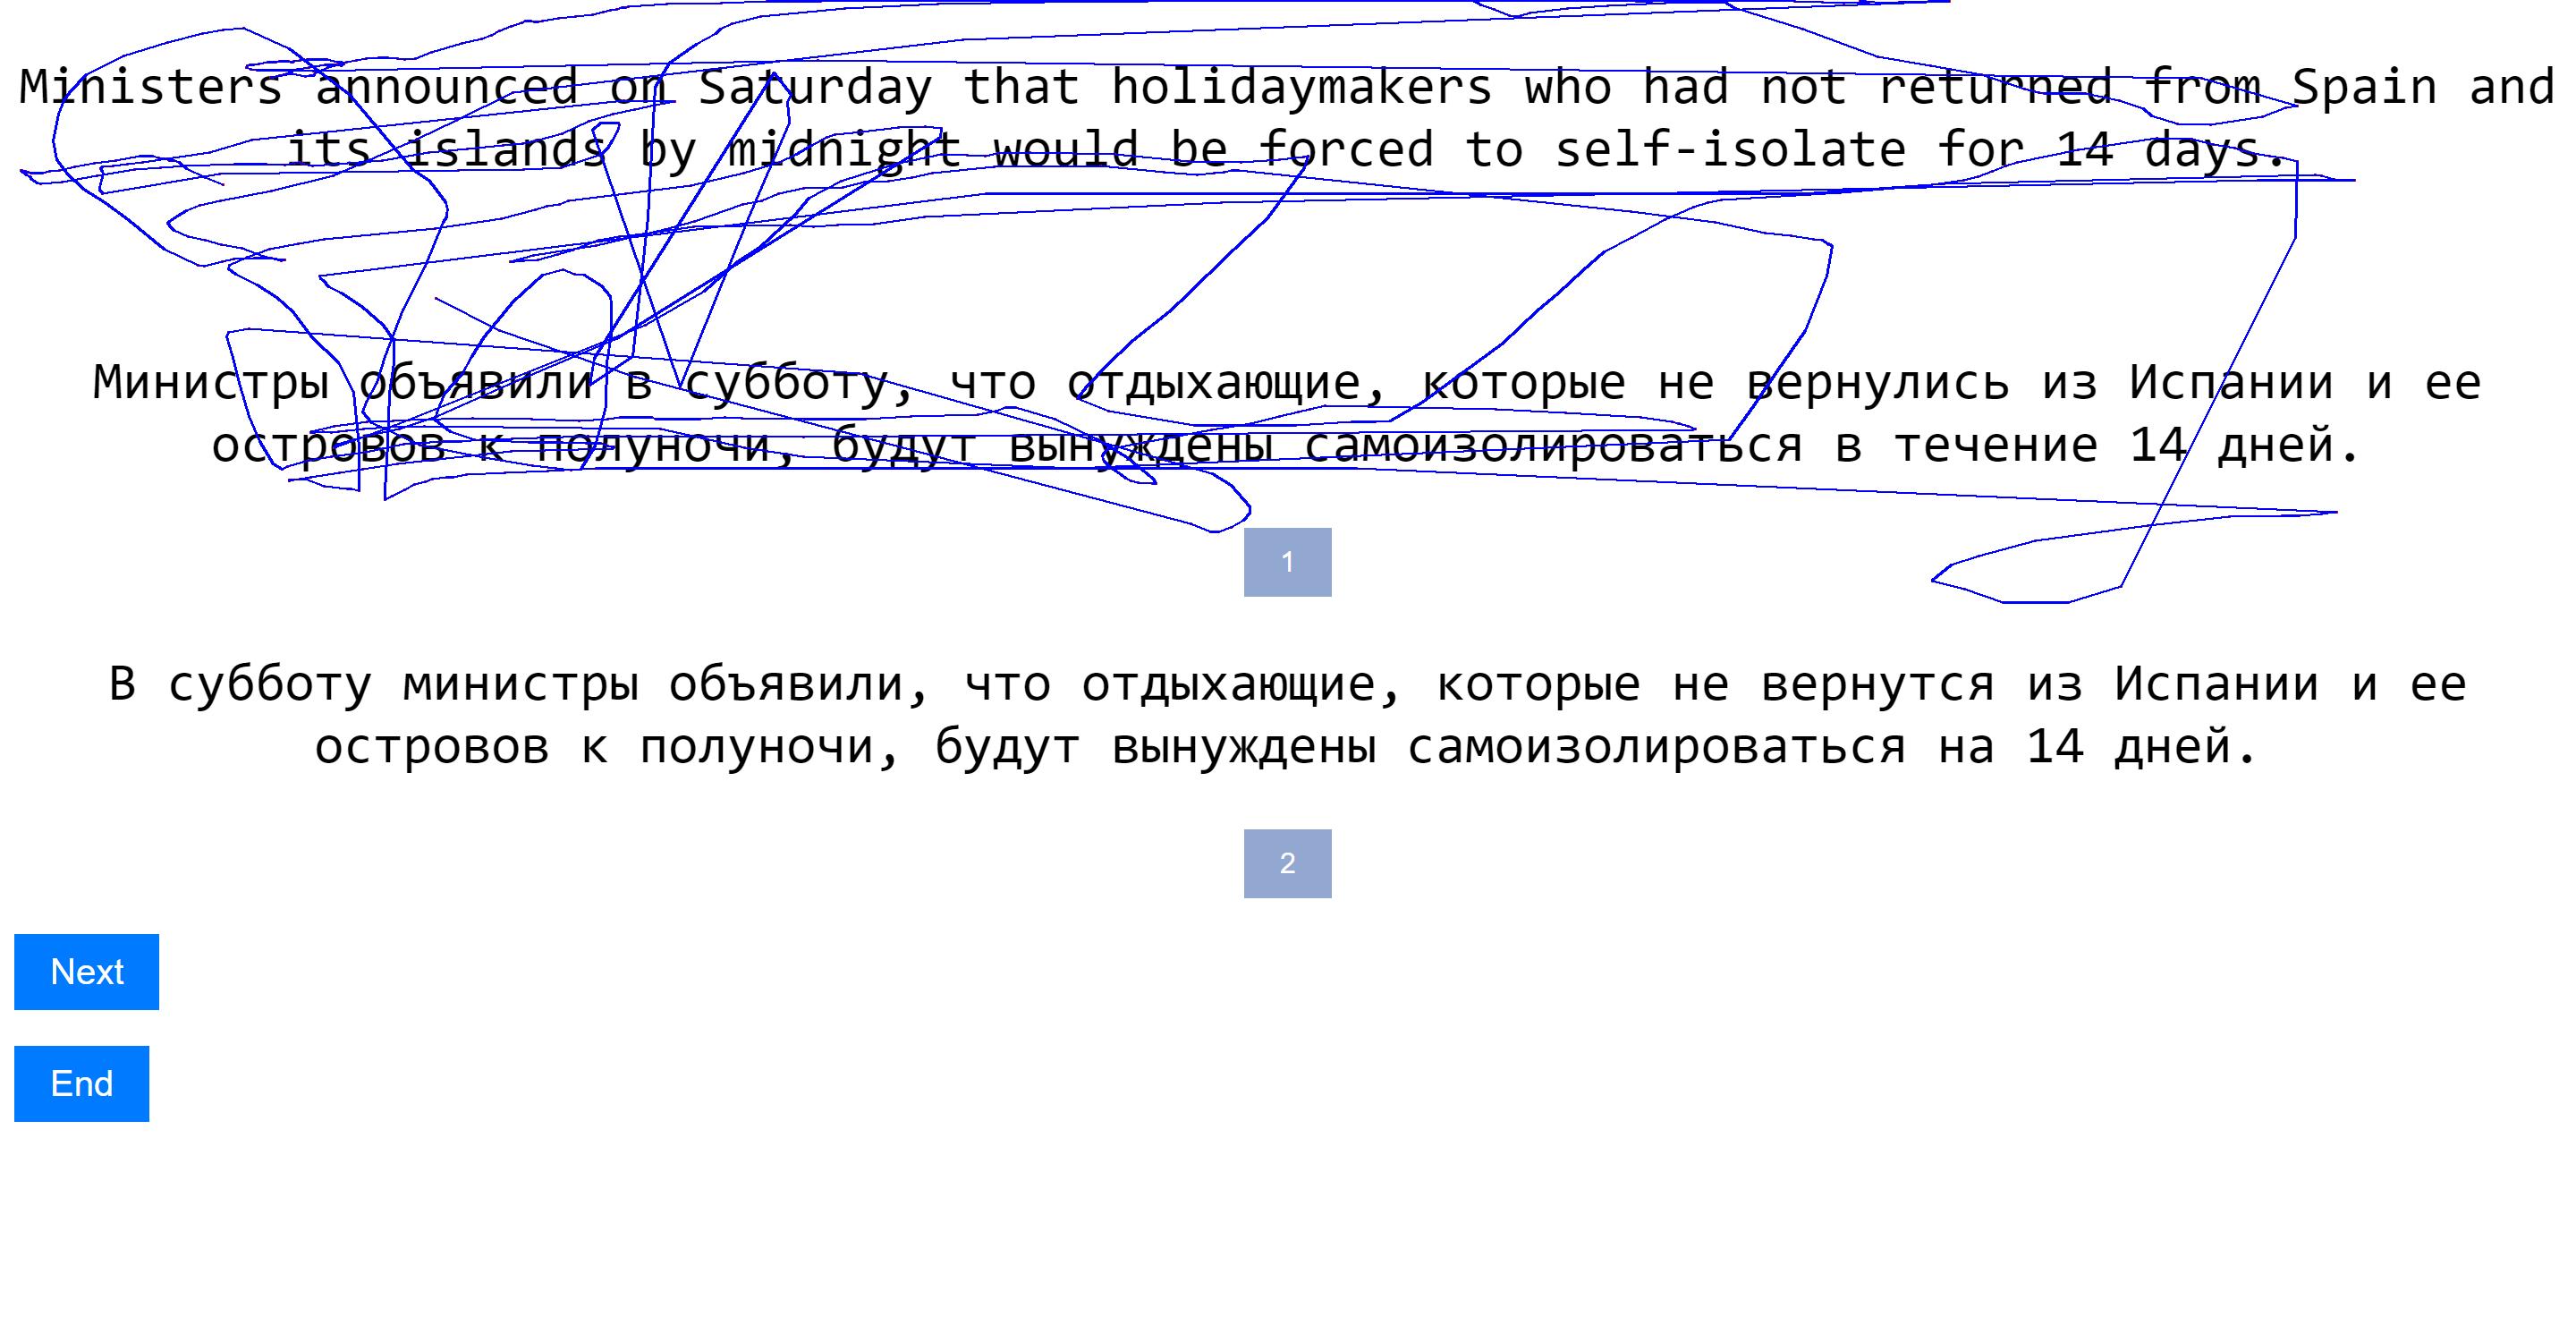 Ministers announced on Saturday that holidaymakers who had not returned from Spain and
its islands by midnight would be forced to self-isolate for 14 days.
Министры объявили в субботу, что отдыхающие, которые не вернулись из Испании и ее
островов к полуночи, будут вынуждены самоизолироваться в течение 14 дней.
1
В субботу министры объявили, что отдыхающие, которые не вернутся из Испании и ее
островов к полуночи, будут вынуждены самоизолироваться на 14 дней.
2
Next
End